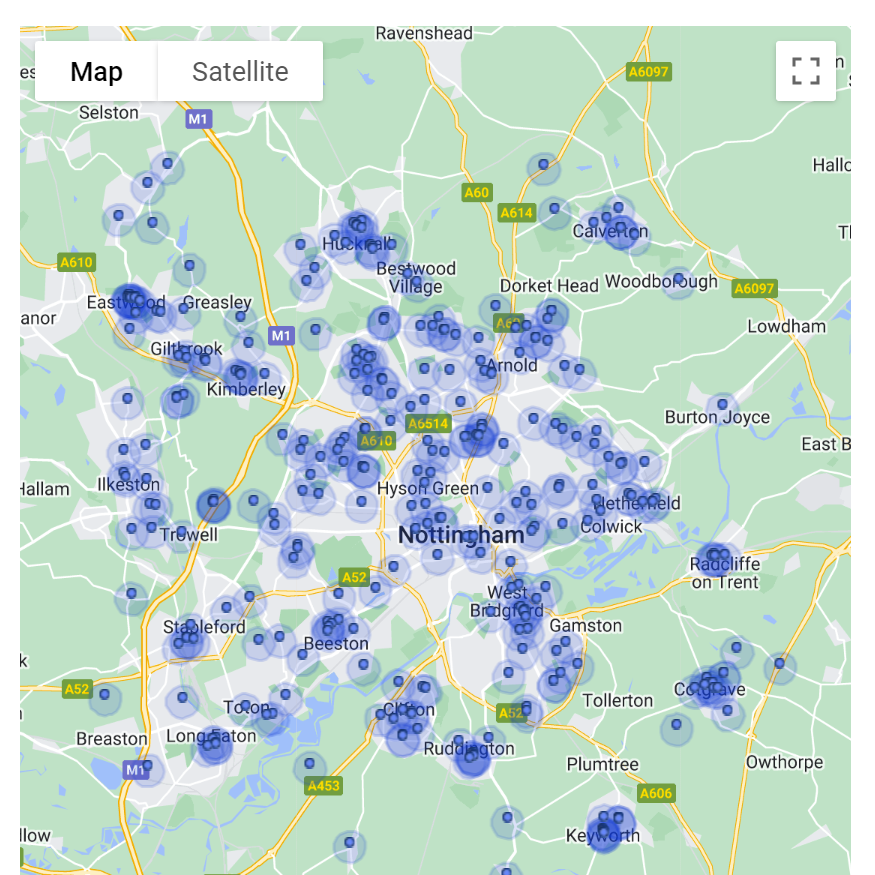 Ravenshead
Map
Satellite
A6097
Selston
M1
A60
A614
Calverton
Hucknall
A610
Bestwood
Village
Dorket Head
Woodborough
A6097
Eastwood
Greasley
A60
Lowdham
M1
Giltbrook
Arnold
Kimberley
Burton Joyce
A6514
A610
East B
Ilkeston
Hyson Green
Netherfield
Colwick
Trowell
Nottingham
Radcliffe
on Trent
A52
West
Bridgford
Gamston
Stapleford
Beeston
A52
Cotgrave
Tollerton
Toton
Clifton
A52
Breaston
Long Eaton
Ruddington
M1
Plumtree
Owthorpe
A453
A606
Keyworth